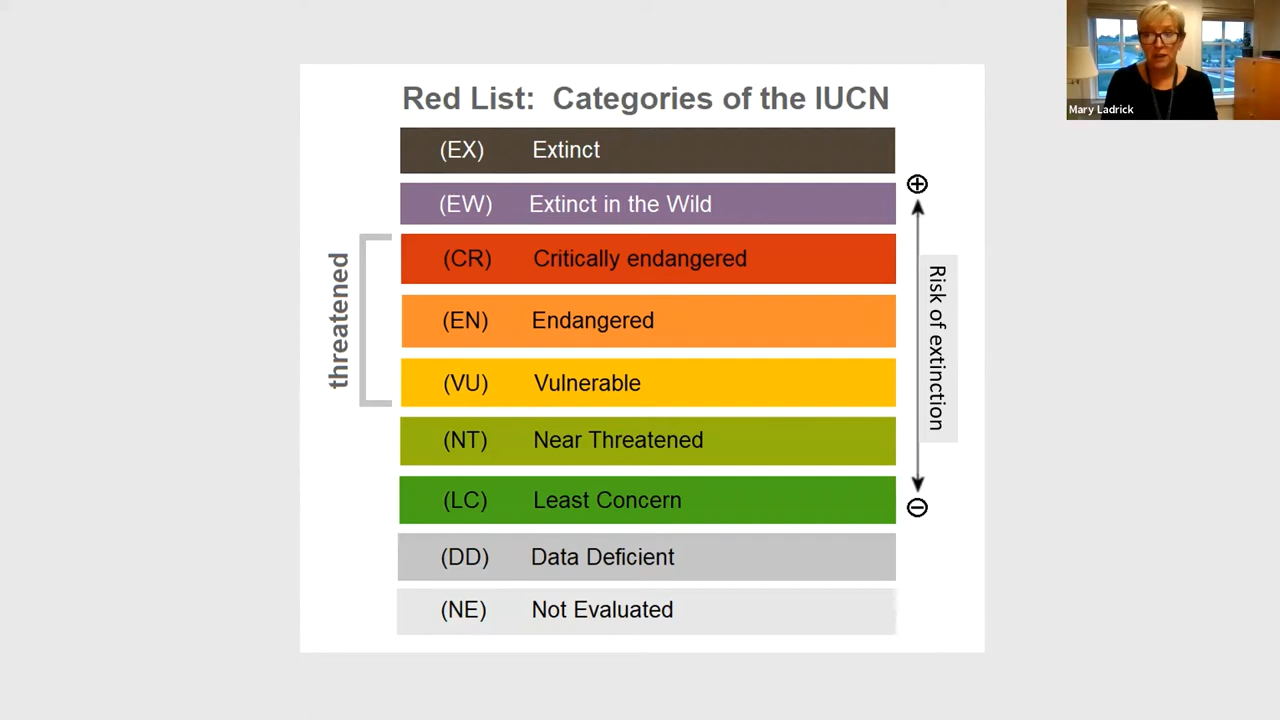 Red List: Categories of the IUCN
(EX) Extinct
(EW) Extinct in the Wild
(CR) Critically endangered
(EN) Endangered
(VU) Vulnerable
(NT) Near Threatened
(LC) Least Concern
(DD) Data Deficient
(NE) Not Evaluated
threatened
Risk of extinction
Mary Ladrick